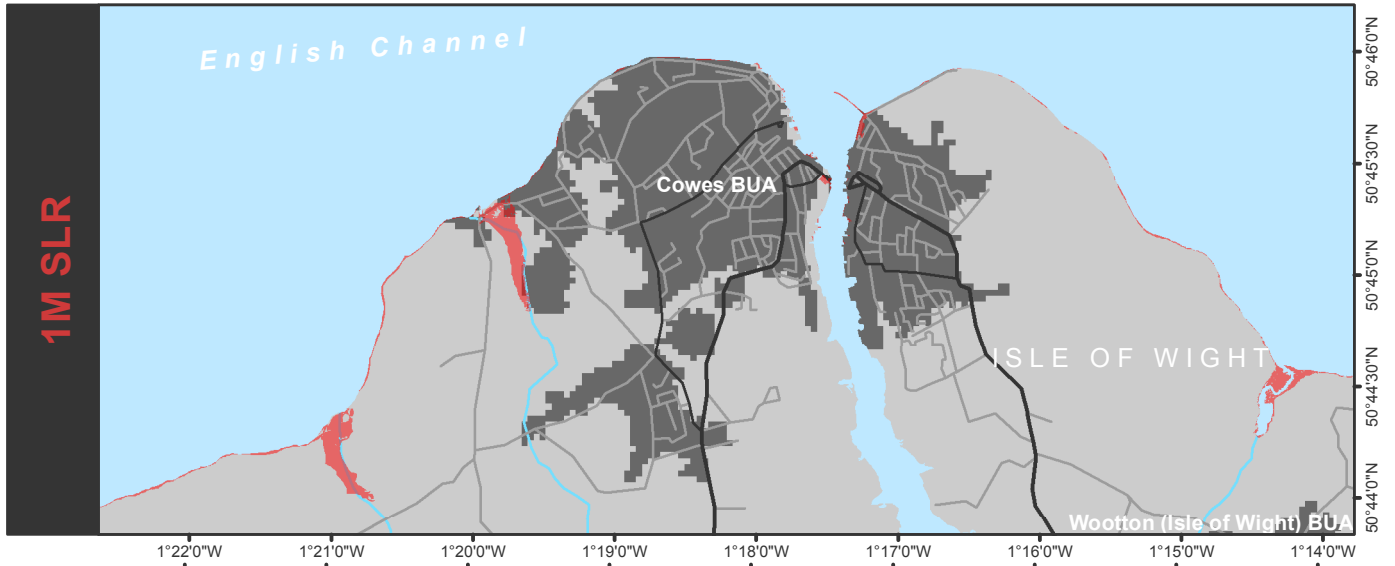 1M SLR
English Channel
Cowes BUA
ISLE OF WIGHT
Wootton (Isle of Wight) BUA
50°46'0"N
50°45'30"N
50°45'0"N
50°44'30"N
50°44'0"N
1°22'0"W 1°21'0"W 1°20'0"W 1°19'0"W 1°18'0"W 1°17'0"W 1°16'0"W 1°15'0"W 1°14'0"W